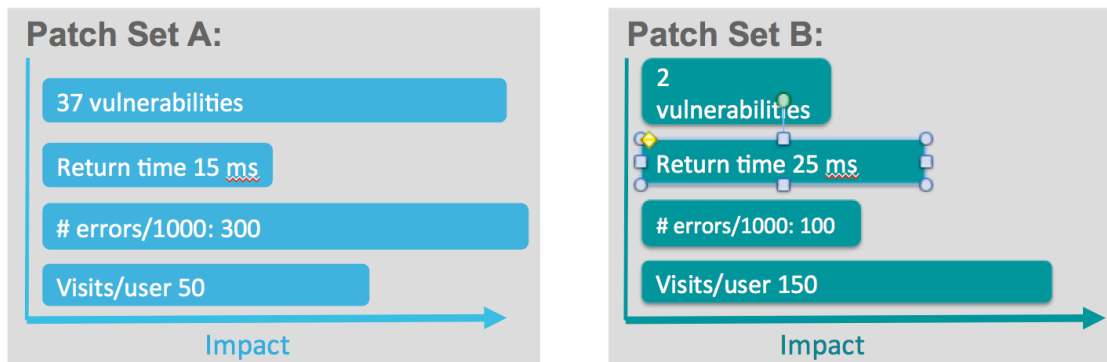 Patch Set A:
37 vulnerabilities
Return time 15 ms
# errors/1000: 300
Visits/user 50
Impact
Patch Set B:
2
vulnerabilities
Return time 25 ms
# errors/1000: 100
Visits/user 150
Impact